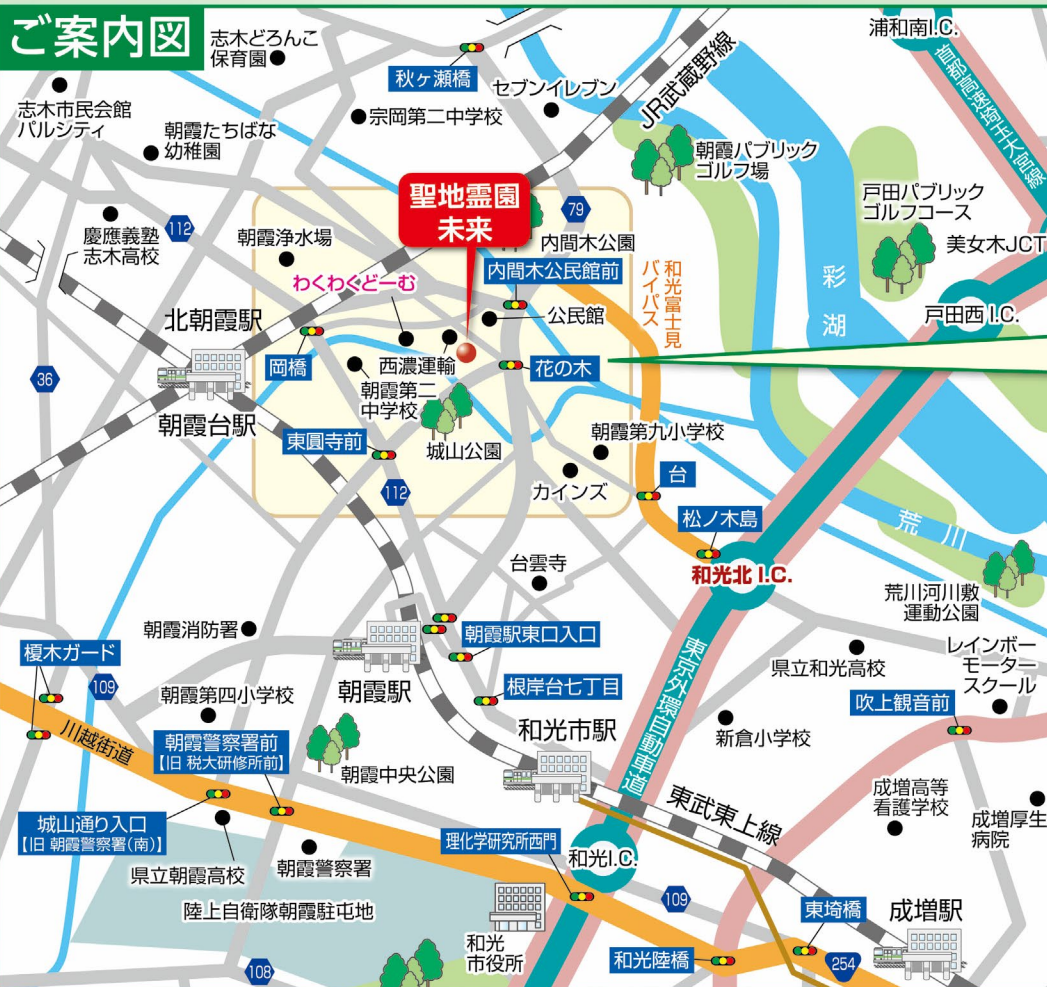 ご案内図
志木どろんこ
保育園
秋ヶ瀬橋
セブンイレブン
JR武蔵野線
浦和南I.C.
首都高速埼玉大宮線
志木市民会館
パルシティ
朝霞たちばな
幼稚園
宗岡第二中学校
朝霞パブリック
ゴルフ場
戸田パブリック
ゴルフコース
美女木JCT
聖地霊園
未来
79
内間木公園
慶應義塾
志木高校
112
朝霞浄水場
わくわくどーむ
内間木公民館前
和光富士見
バイパス
彩湖
戸田西I.C.
北朝霞駅
岡橋
公民館
西濃運輸
花の木
36
朝霞台駅
朝霞第二
中学校
城山公園
東圓寺前
朝霞第九小学校
カインズ
台
112
松ノ木島
荒川
和光北I.C.
台雲寺
荒川河川敷
運動公園
朝霞消防署
朝霞駅東口入口
榎木ガード
109
朝霞第四小学校
朝霞駅
根岸台七丁目
東京外環自動車道
県立和光高校
レインボー
モーター
スクール
吹上観音前
川越街道
朝霞警察署前
【旧 税大研修所前】
朝霞中央公園
和光市駅
新倉小学校
東武東上線
成増高等
看護学校
成増厚生
病院
城山通り入口
【旧 朝霞警察署(南)】
県立朝霞高校
朝霞警察署
理化学研究所西門
和光I.C.
陸上自衛隊朝霞駐屯地
109
東埼橋
成増駅
和光
市役所
和光陸橋
254
108